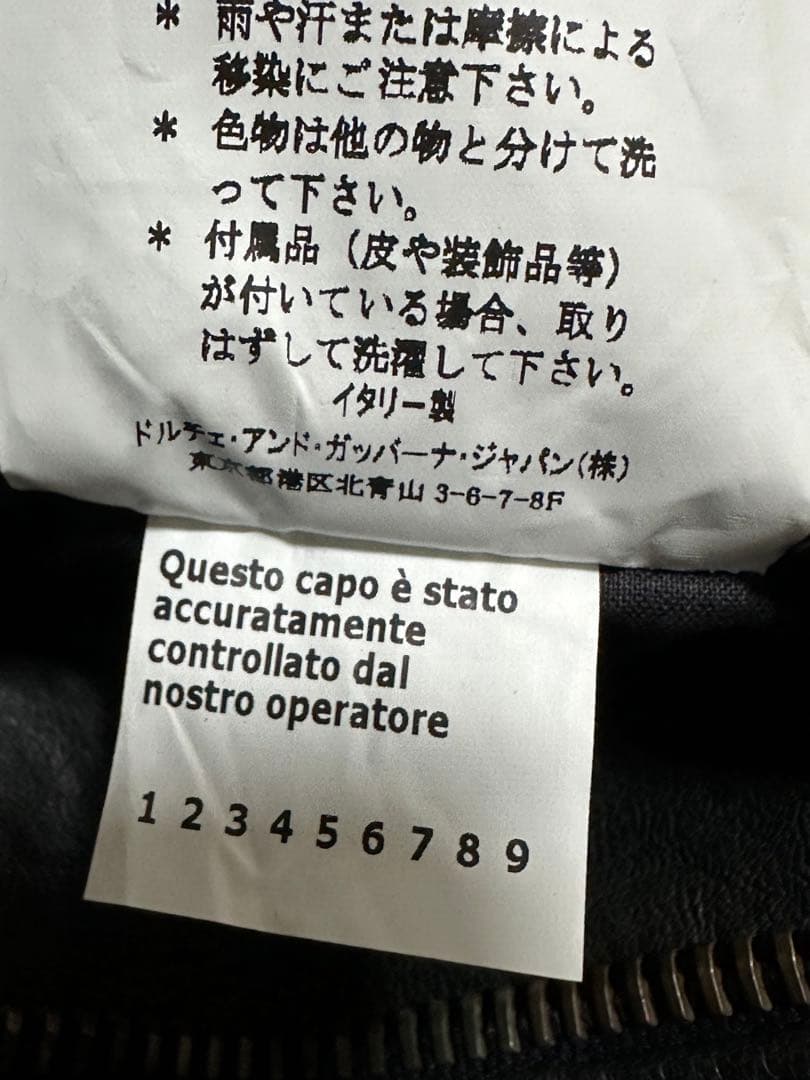 * 雨や汗または摩擦による
移染にご注意下さい。
* 色物は他の物と分けて洗
って下さい。
* 付属品（皮や装飾品等）
が付いている場合、取り
はずして洗濯して下さい。
イタリー製
ドルチェ・アンド・ガッバーナ・ジャパン(株)
東京都港区北青山 3-6-7-8F
Questo capo è stato
accuratamente
controllato dal
nostro operatore
1 2 3 4 5 6 7 8 9